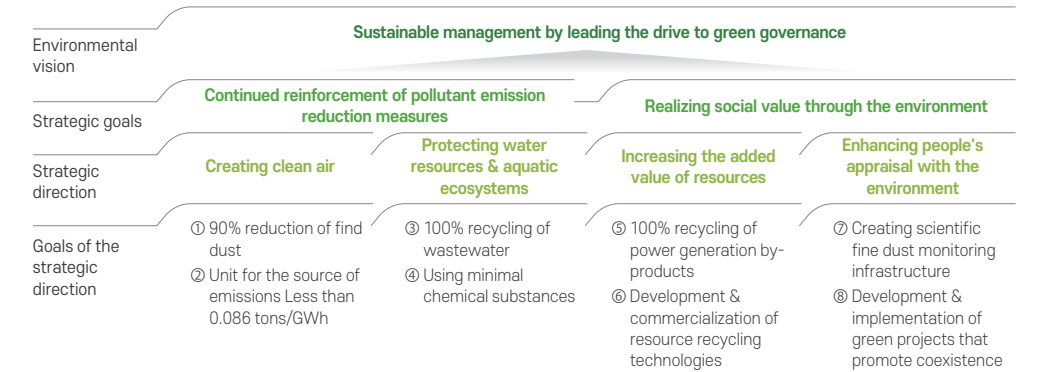 Environmental
vision
Sustainable management by leading the drive to green governance
Strategic goals
Continued reinforcement of pollutant emission
reduction measures
Realizing social value through the environment
Strategic
direction
Creating clean air
Protecting water
resources & aquatic
ecosystems
Increasing the added
value of resources
Enhancing people's
appraisal with the
environment
Goals of the
strategic
direction
① 90% reduction of find
dust
② Unit for the source of
emissions Less than
0.086 tons/GWh
③ 100% recycling of
wastewater
④ Using minimal
chemical substances
⑤ 100% recycling of
power generation by-
products
⑥ Development &
commercialization of
resource recycling
technologies
⑦ Creating scientific
fine dust monitoring
infrastructure
⑧ Development &
implementation of
green projects that
promote coexistence